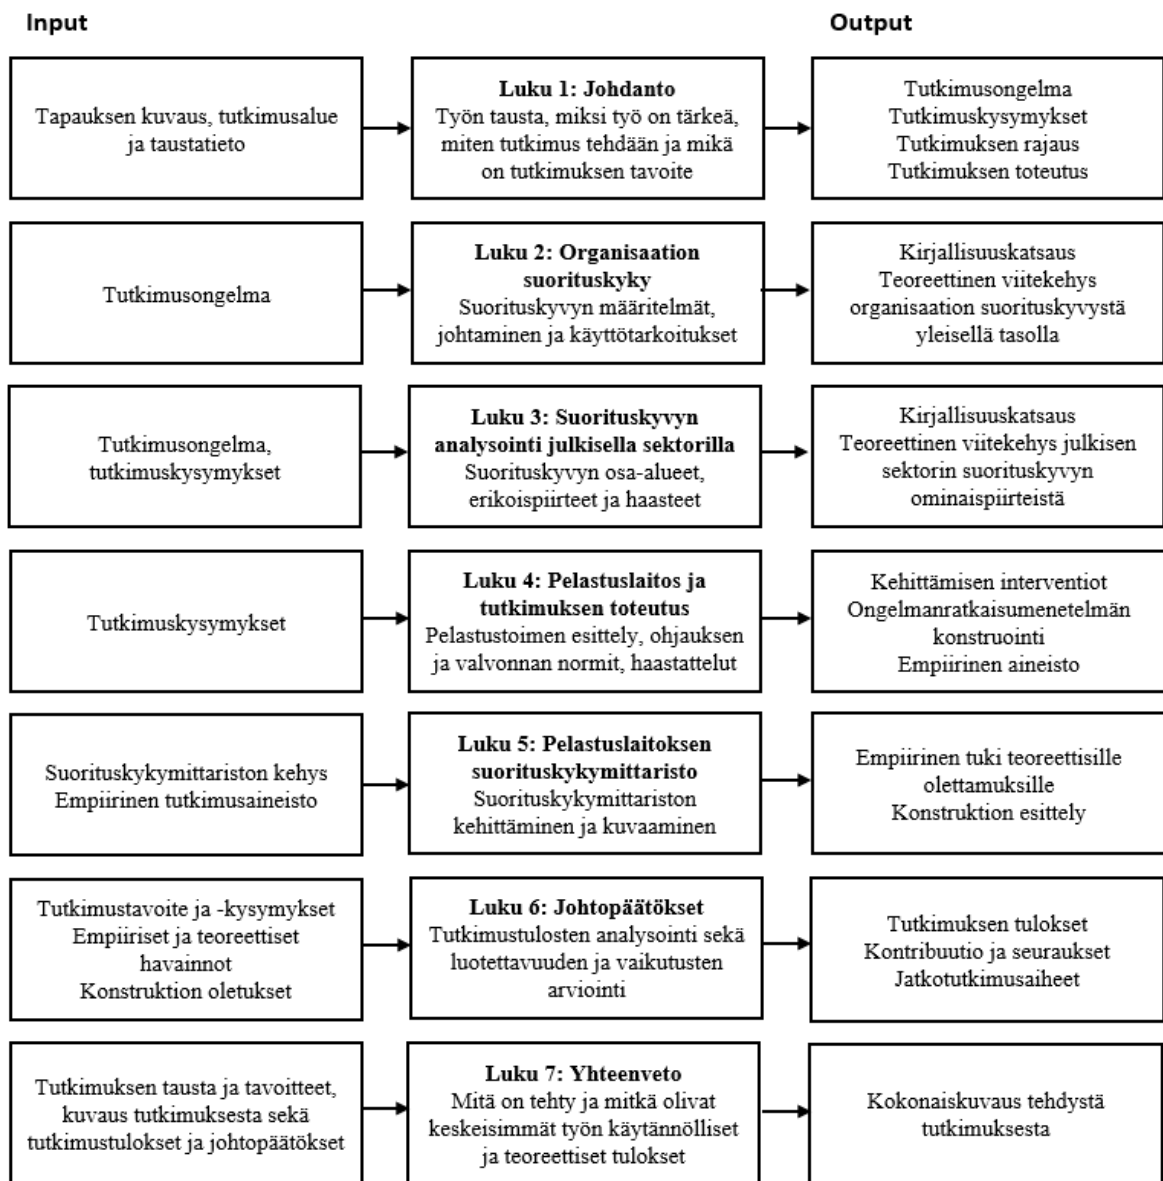 Input
Output
Tapauksen kuvaus, tutkimusalue
ja taustatieto
Luku 1: Johdanto
Työn tausta, miksi työ on tärkeä,
miten tutkimus tehdään ja mikä
on tutkimuksen tavoite
Tutkimusongelma
Tutkimuskysymykset
Tutkimuksen rajaus
Tutkimuksen toteutus
Tutkimusongelma
Luku 2: Organisaation
suorituskyky
Suorituskyvyn määritelmät,
johtaminen ja käyttötarkoitukset
Kirjallisuuskatsaus
Teoreettinen viitekehys
organisaation suorituskyvystä
yleisellä tasolla
Tutkimusongelma,
tutkimuskysymykset
Luku 3: Suorituskyvyn
analysointi julkisella sektorilla
Suorituskyvyn osa-alueet,
erikoispiirteet ja haasteet
Kirjallisuuskatsaus
Teoreettinen viitekehys julkisen
sektorin suorituskyvyn
ominaispiirteistä
Tutkimuskysymykset
Luku 4: Pelastuslaitos ja
tutkimuksen toteutus
Pelastustoimen esittely, ohjauksen
ja valvonnan normit, haastattelut
Kehittämisen interventiot
Ongelmanratkaisumenetelmän
konstruointi
Empiirinen aineisto
Suorituskykymittariston kehys
Empiirinen tutkimusaineisto
Luku 5: Pelastuslaitoksen
suorituskykymittaristo
Suorituskykymittariston
kehittäminen ja kuvaaminen
Empiirinen tuki teoreettisille
olettamuksille
Konstruktion esittely
Tutkimustavoite ja -kysymykset
Empiiriset ja teoreettiset
havainnot
Konstruktion oletukset
Luku 6: Johtopäätökset
Tutkimustulosten analysointi sekä
luotettavuuden ja vaikutusten
arviointi
Tutkimuksen tulokset
Kontribuutio ja seuraukset
Jatkotutkimusaiheet
Tutkimuksen tausta ja tavoitteet,
kuvaus tutkimuksesta sekä
tutkimustulokset ja johtopäätökset
Luku 7: Yhteenveto
Mitä on tehty ja mitkä olivat
keskeisimmät työn käytännölliset
ja teoreettiset tulokset
Kokonaiskuvaus tehdystä
tutkimuksesta